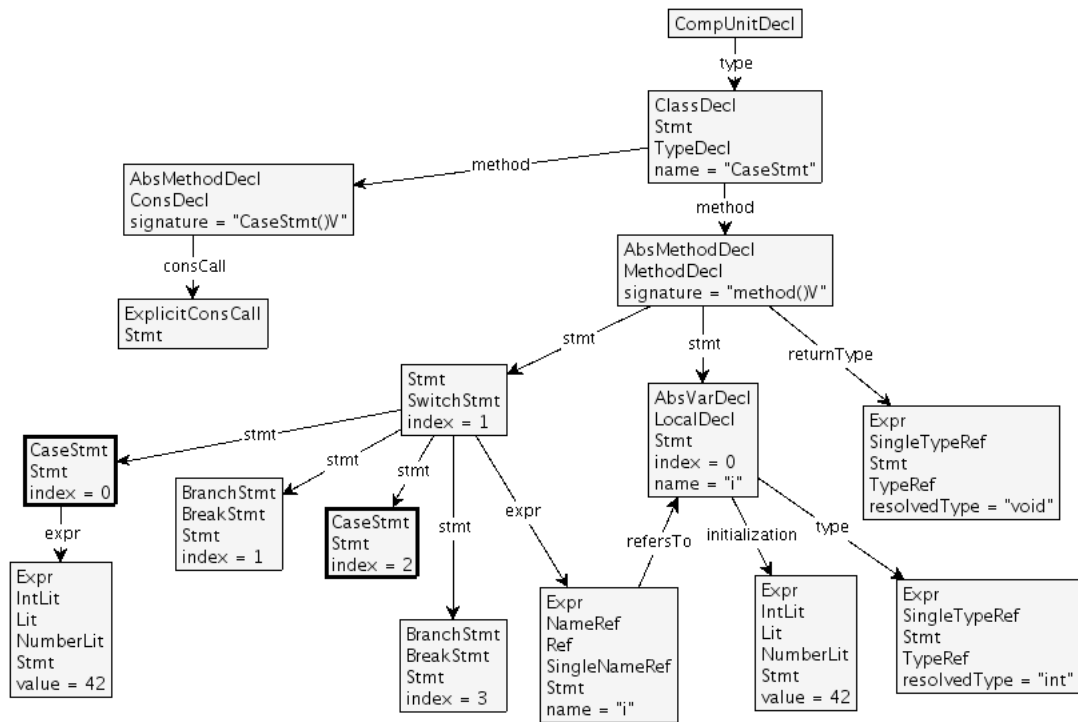 CompUnitDecl
type
ClassDecl
Stmt
TypeDecl
name = "CaseStmt"
method
AbsMethodDecl
ConsDecl
signature = "CaseStmt()V"
method
consCall
AbsMethodDecl
MethodDecl
signature = "method()V"
ExplicitConsCall
Stmt
stmt
stmt
returnType
Stmt
SwitchStmt
index = 1
AbsVarDecl
LocalDecl
Stmt
index = 0
name = "i"
Expr
SingleTypeRef
Stmt
TypeRef
resolvedType = "void"
stmt
stmt
stmt
stmt
expr
CaseStmt
Stmt
index = 0
BranchStmt
BreakStmt
Stmt
index = 1
CaseStmt
Stmt
index = 2
expr
refersTo
initialization
type
Expr
IntLit
Lit
NumberLit
Stmt
value = 42
BranchStmt
BreakStmt
Stmt
index = 3
Expr
NameRef
Ref
SingleNameRef
Stmt
name = "i"
Expr
IntLit
Lit
NumberLit
Stmt
value = 42
Expr
SingleTypeRef
Stmt
TypeRef
resolvedType = "int"